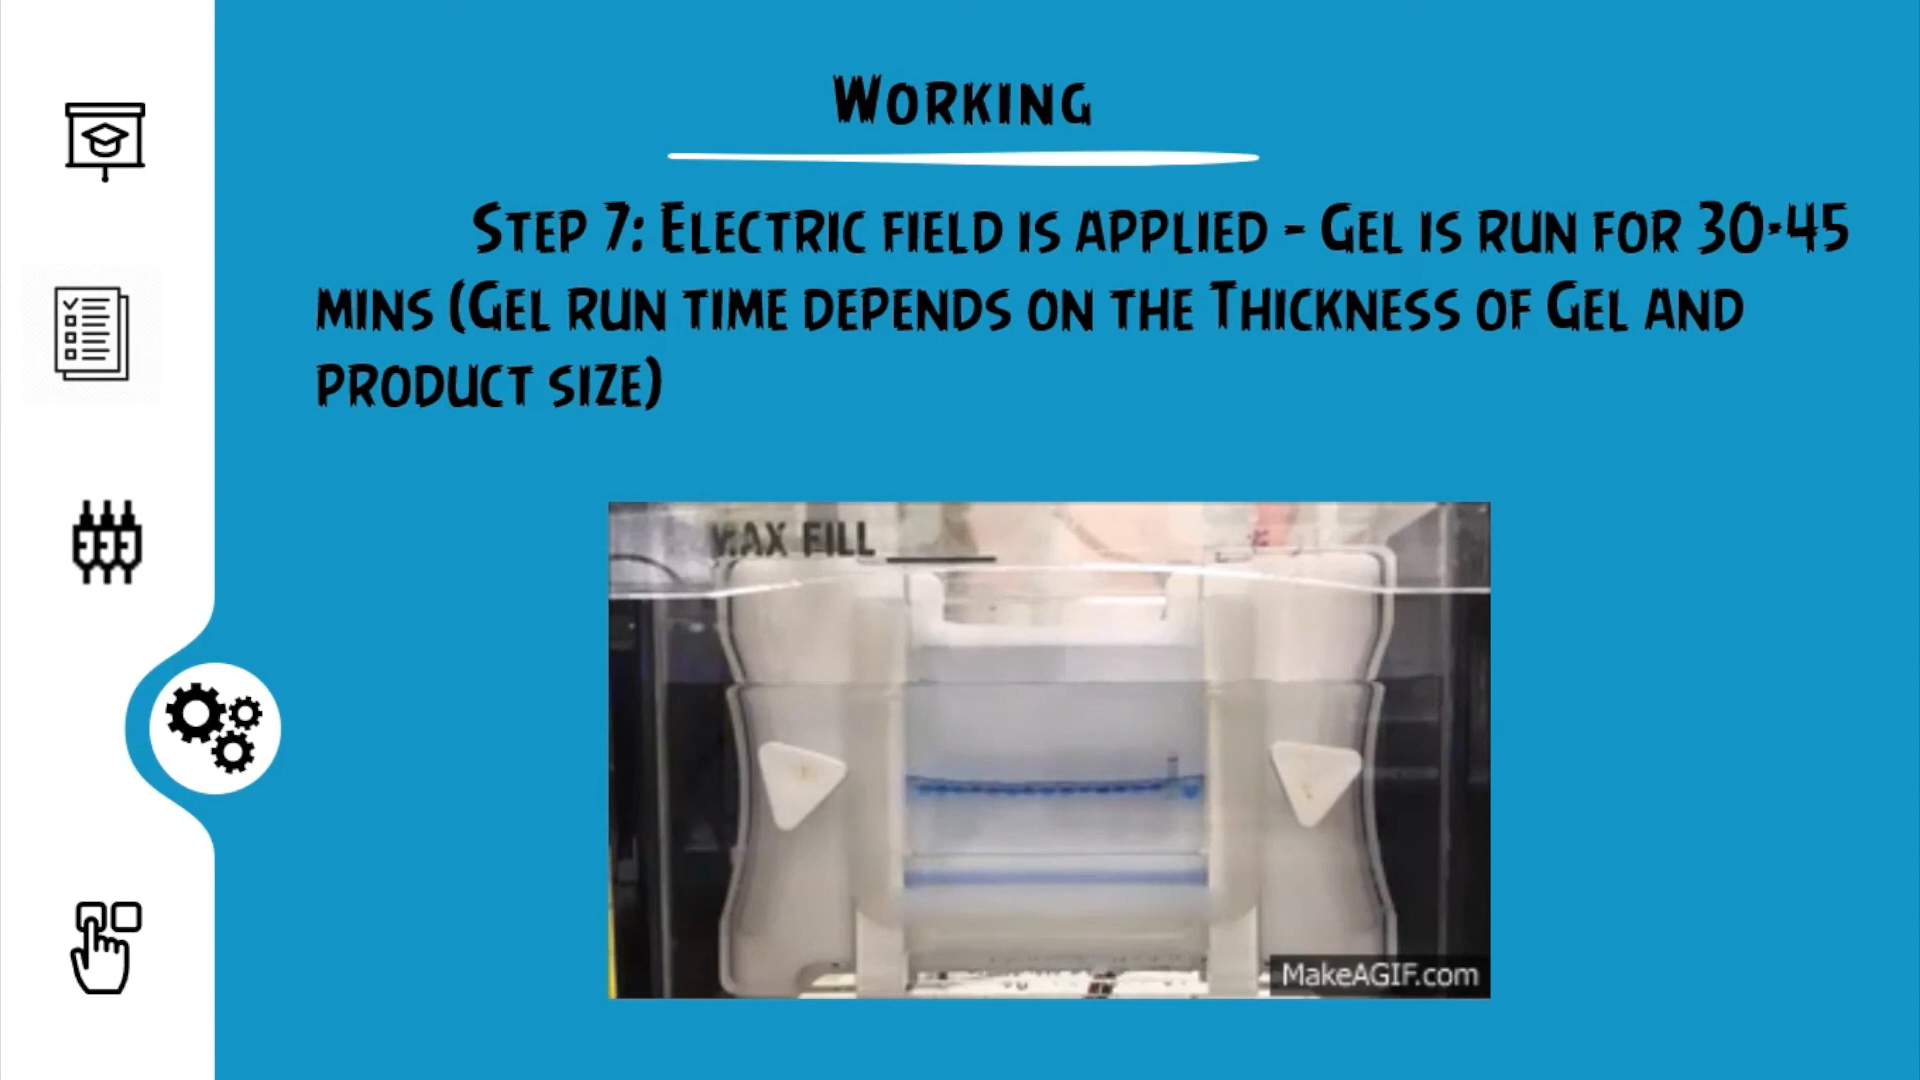 Working
Step 7: Electric field is applied - Gel is run for 30-45
mins (Gel run time depends on the Thickness of Gel and
product size)
MAX FILL
MakeAGIF.com